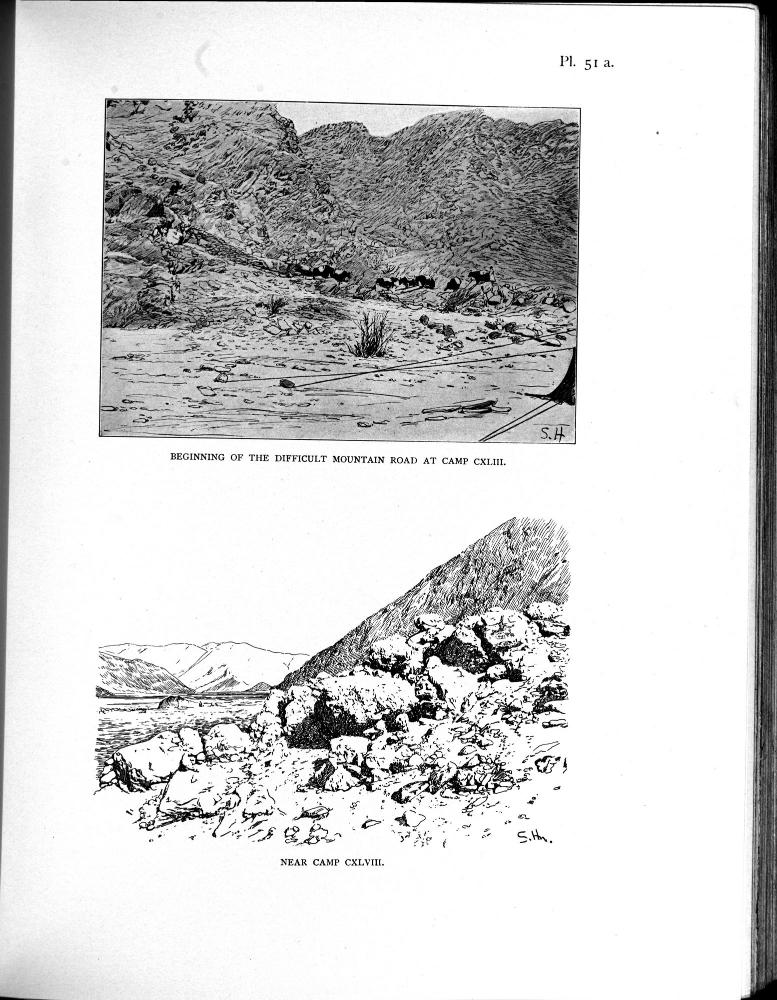 Pl. 51 a.
S.H
BEGINNING OF THE DIFFICULT MOUNTAIN ROAD AT CAMP CXLIII.
S.Hn.
NEAR CAMP CXLVIII.